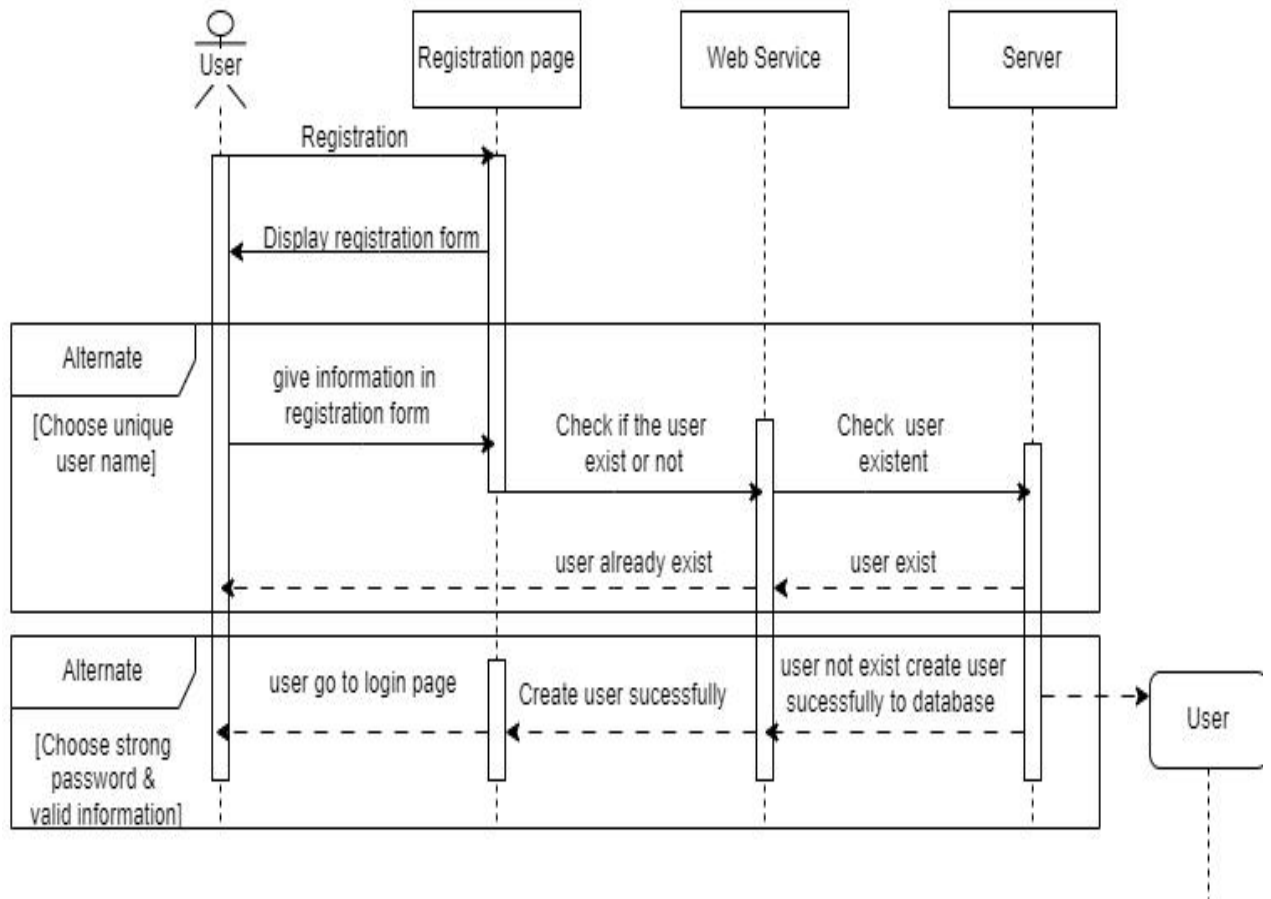 User
Registration page
Web Service
Server
Registration
Display registration form
Alternate
[Choose unique
user name]
give information in
registration form
Check if the user
exist or not
Check user
existent
user already exist
user exist
Alternate
[Choose strong
password &
valid information]
user go to login page
Create user sucessfully
user not exist create user
sucessfully to database
User